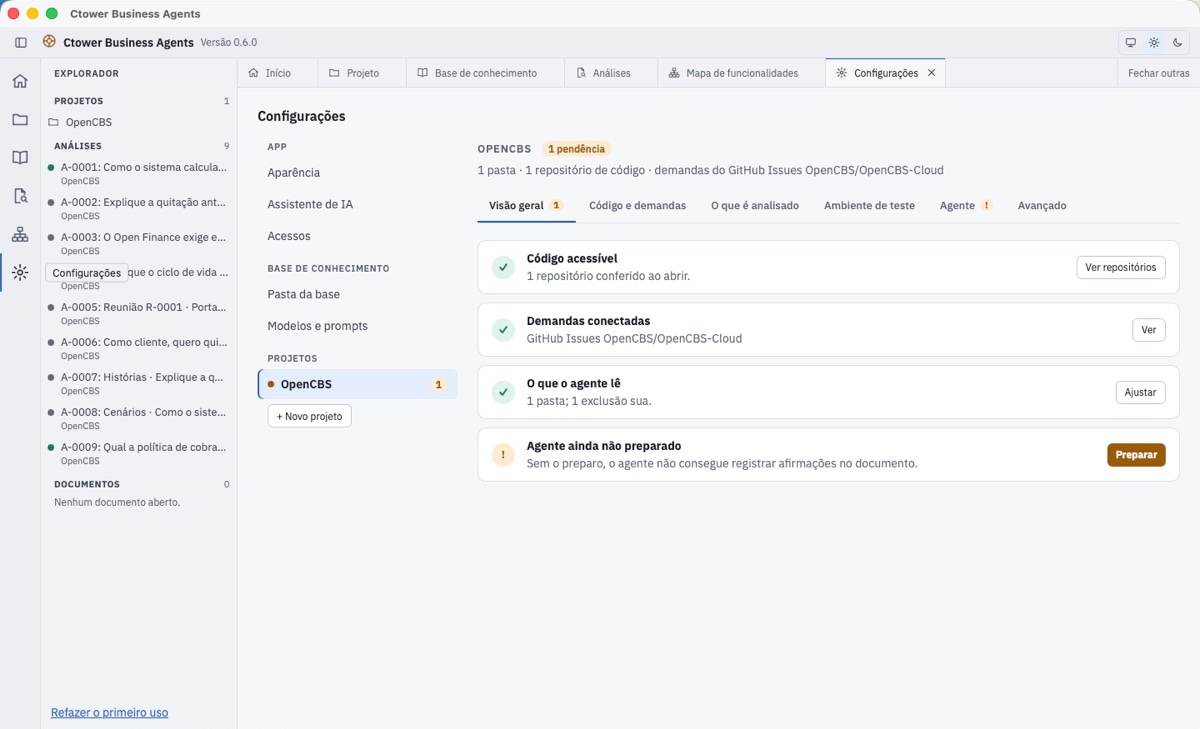 Ctower Business Agents
Ctower Business Agents Versão 0.6.0
EXPLORADOR
PROJETOS 1
OpenCBS
ANÁLISES 9
A-0001: Como o sistema calcula...
OpenCBS
A-0002: Explique a quitação ant...
OpenCBS
A-0003: O Open Finance exige e...
OpenCBS
Configurações
que o ciclo de vida ...
OpenCBS
A-0005: Reunião R-0001 · Porta...
OpenCBS
A-0006: Como cliente, quero qui...
OpenCBS
A-0007: Histórias · Explique a q...
OpenCBS
A-0008: Cenários · Como o siste...
OpenCBS
A-0009: Qual a política de cobra...
OpenCBS
DOCUMENTOS 0
Nenhum documento aberto.
Refazer o primeiro uso
Início
Projeto
Base de conhecimento
Análises
Mapa de funcionalidades
Configurações
Fechar outras
Configurações
APP
Aparência
Assistente de IA
Acessos
BASE DE CONHECIMENTO
Pasta da base
Modelos e prompts
PROJETOS
OpenCBS 1
+ Novo projeto
OPENCBS 1 pendência
1 pasta · 1 repositório de código · demandas do GitHub Issues OpenCBS/OpenCBS-Cloud
Visão geral 1
Código e demandas
O que é analisado
Ambiente de teste
Agente !
Avançado
Código acessível
1 repositório conferido ao abrir.
Ver repositórios
Demandas conectadas
GitHub Issues OpenCBS/OpenCBS-Cloud
Ver
O que o agente lê
1 pasta; 1 exclusão sua.
Ajustar
!
Agente ainda não preparado
Sem o preparo, o agente não consegue registrar afirmações no documento.
Preparar